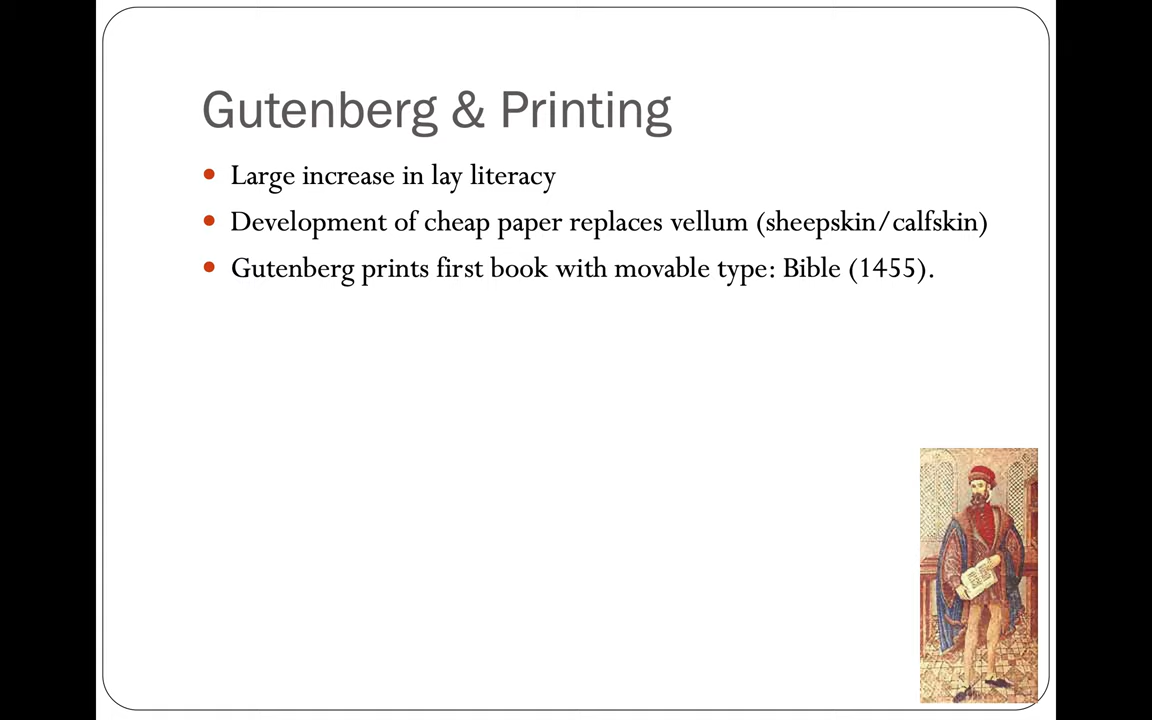 Gutenberg & Printing
Large increase in lay literacy
Development of cheap paper replaces vellum (sheepskin/calfskin)
Gutenberg prints first book with movable type: Bible (1455).